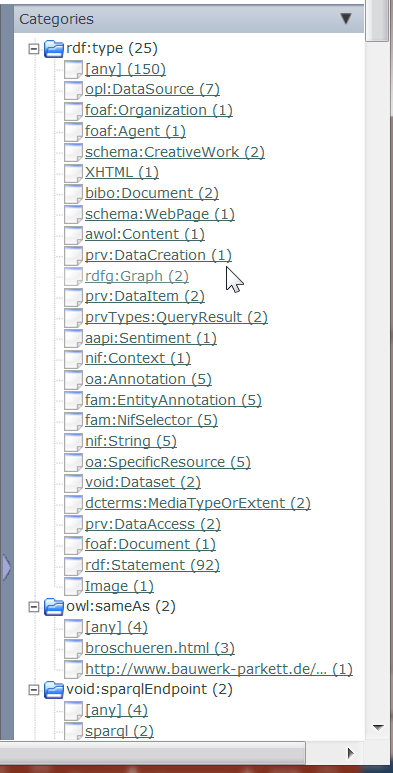 Categories
rdf:type (25)
[any] (150)
opl:DataSource (7)
foaf:Organization (1)
foaf:Agent (1)
schema:CreativeWork (2)
XHTML (1)
bibo:Document (2)
schema:WebPage (1)
awol:Content (1)
prv:DataCreation (1)
rdfg:Graph (2)
prv:DataItem (2)
prvTypes:QueryResult (2)
aapi:Sentiment (1)
nif:Context (1)
oa:Annotation (5)
fam:EntityAnnotation (5)
fam:NifSelector (5)
nif:String (5)
oa:SpecificResource (5)
void:Dataset (2)
dcterms:MediaTypeOrExtent (2)
prv:DataAccess (2)
foaf:Document (1)
rdf:Statement (92)
Image (1)
owl:sameAs (2)
[any] (4)
broschueren.html (3)
http://www.bauwerk-parkett.de/... (1)
void:sparqlEndpoint (2)
[any] (4)
sparql (2)